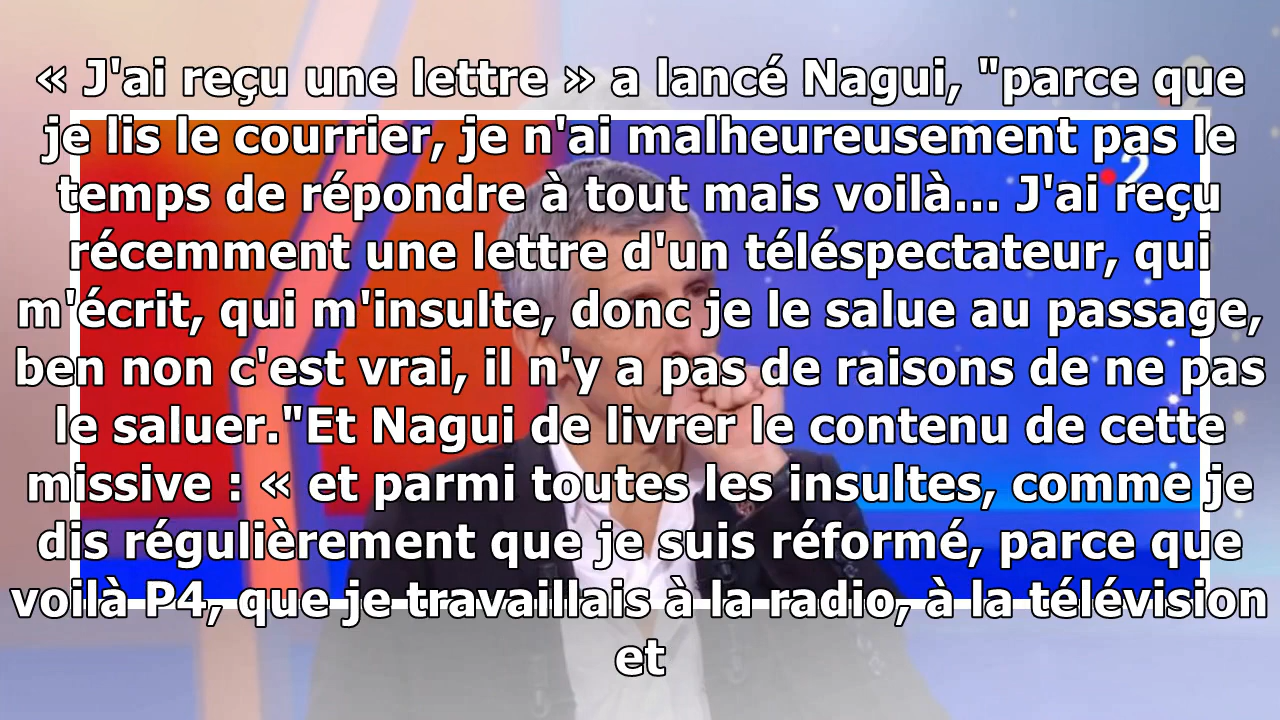 « J'ai reçu une lettre » a lancé Nagui, "parce que
je lis le courrier, je n'ai malheureusement pas le
temps de répondre à tout mais voilà... J'ai reçu
récemment une lettre d'un téléspectateur, qui
m'écrit, qui m'insulte, donc je le salue au passage,
ben non c'est vrai, il n'y a pas de raisons de ne pas
le saluer."Et Nagui de livrer le contenu de cette
missive : « et parmi toutes les insultes, comme je
dis régulièrement que je suis réformé, parce que
voilà P4, que je travaillais à la radio, à la télévision
et
2